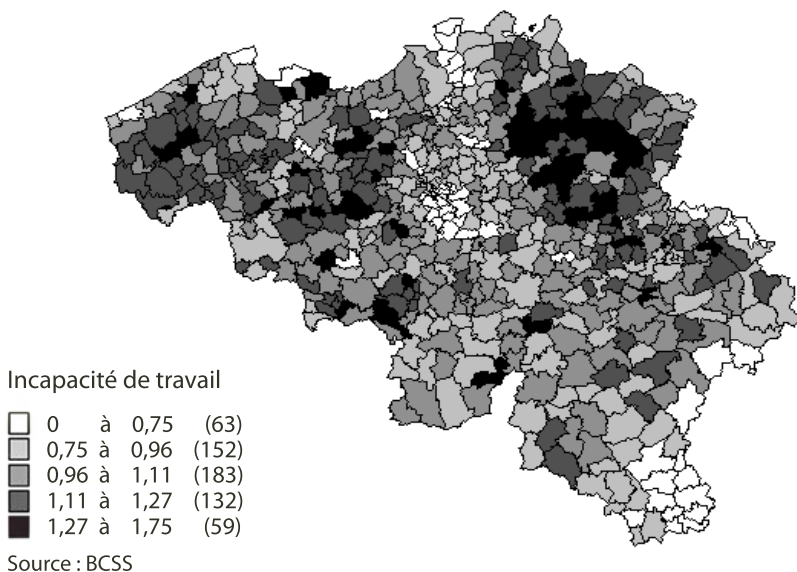 Incapacité de travail
0 à 0,75 (63)
0,75 à 0,96 (152)
0,96 à 1,11 (183)
1,11 à 1,27 (132)
1,27 à 1,75 (59)
Source : BCSS